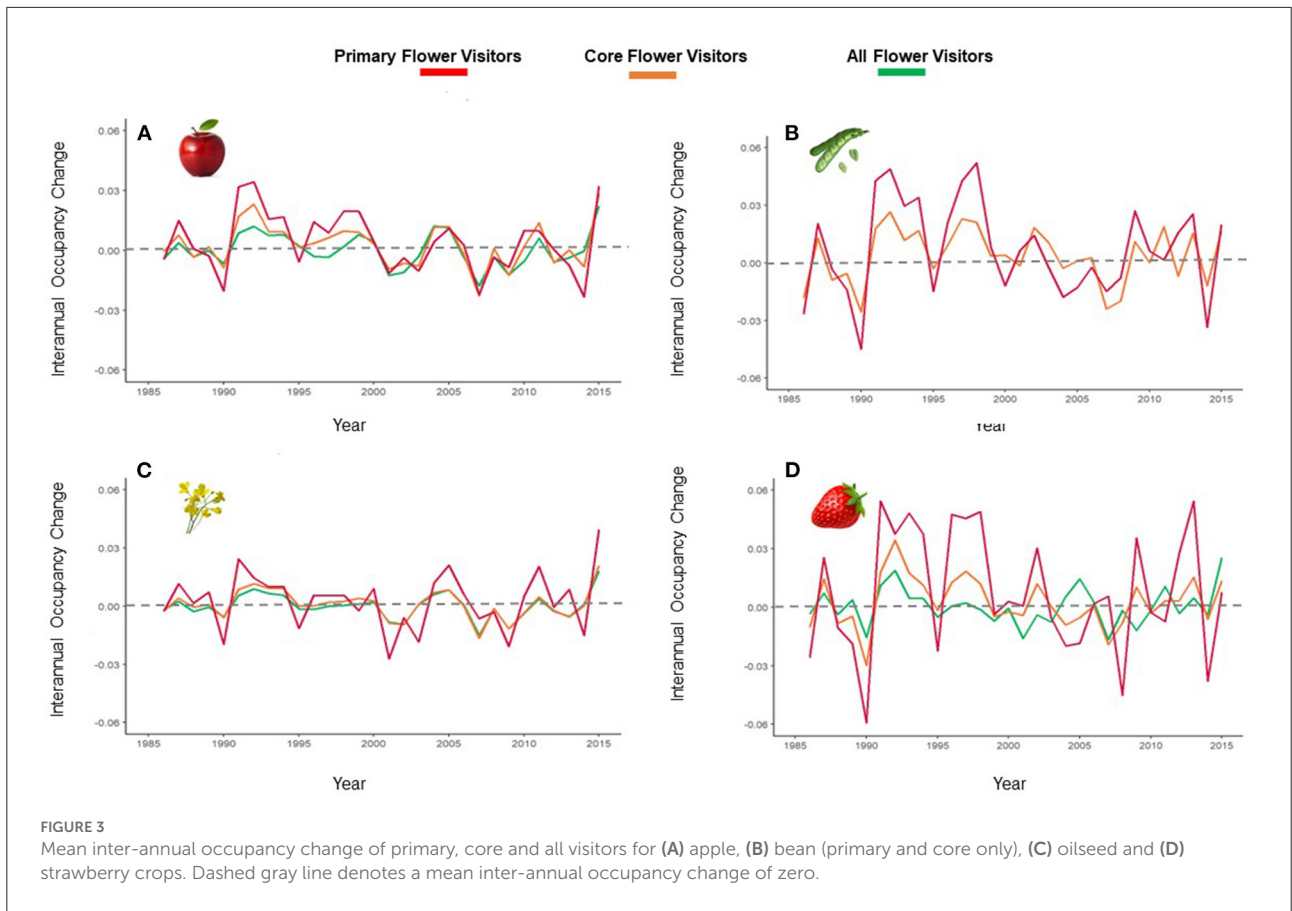 Primary Flower Visitors Core Flower Visitors All Flower Visitors
A
Interannual Occupancy Change
0.06
0.03
0.00
-0.03
-0.06
1985 1990 1995 2000 2005 2010 2015
Year
B
Interannual Occupancy Change
0.06
0.03
0.00
-0.03
-0.06
1985 1990 1995 2000 2005 2010 2015
Year
C
Interannual Occupancy Change
0.06
0.03
0.00
-0.03
-0.06
1985 1990 1995 2000 2005 2010 2015
Year
D
Interannual Occupancy Change
0.06
0.03
0.00
-0.03
-0.06
1985 1990 1995 2000 2005 2010 2015
Year
FIGURE 3
Mean inter-annual occupancy change of primary, core and all visitors for (A) apple, (B) bean (primary and core only), (C) oilseed and (D)
strawberry crops. Dashed gray line denotes a mean inter-annual occupancy change of zero.